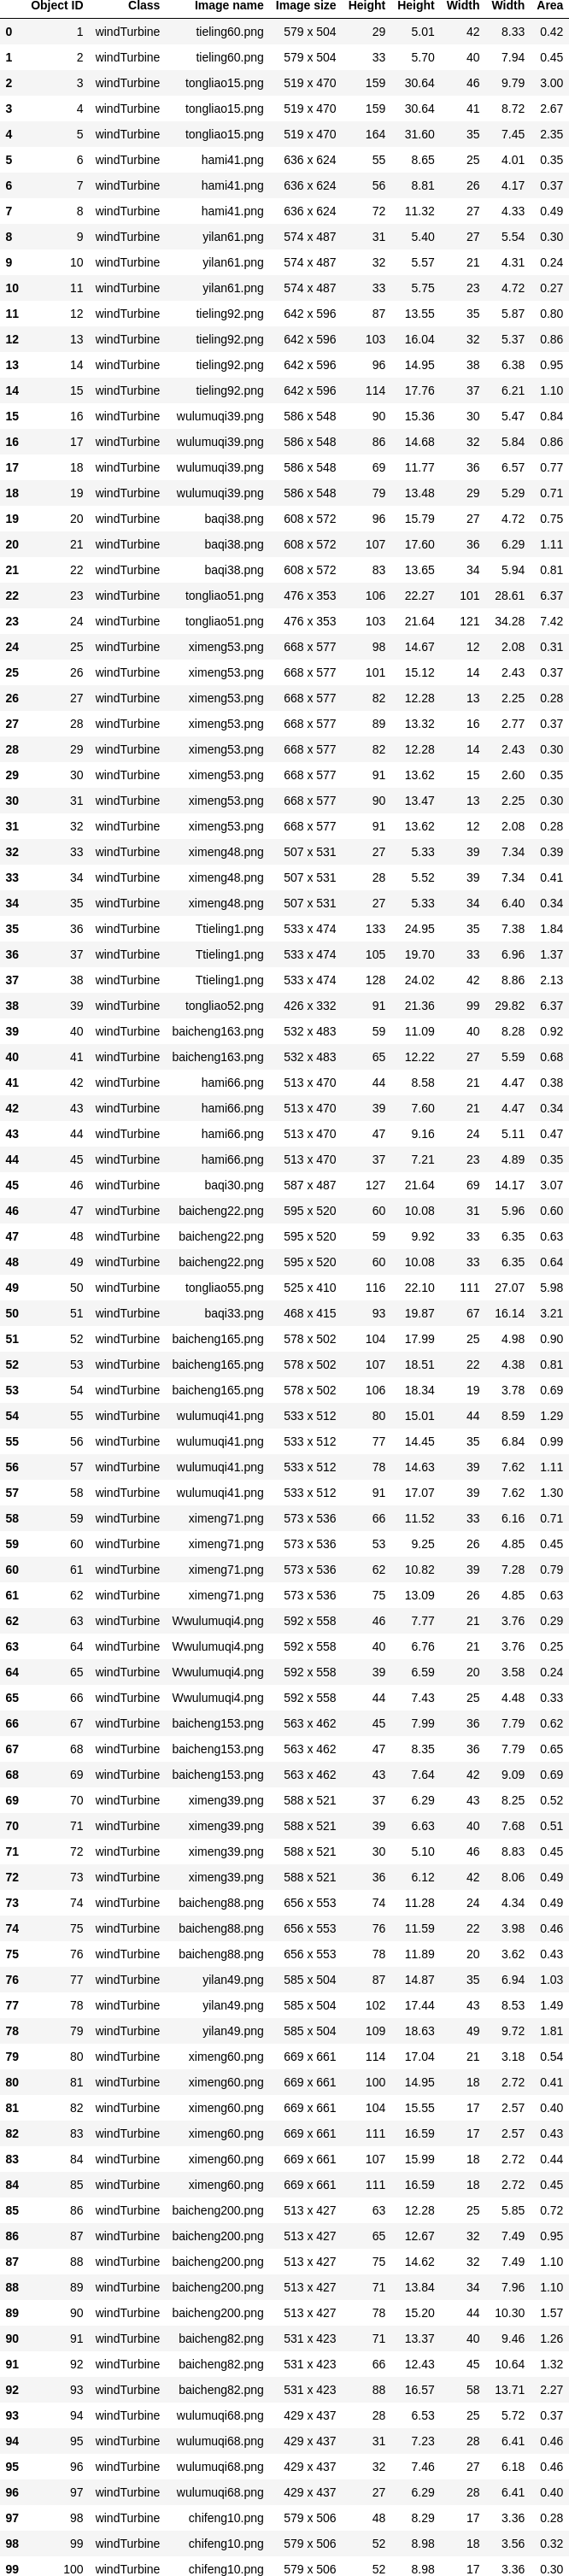 Object ID Class Image name Image size Height Height Width Width Area
0 1 windTurbine tieling60.png 579 x 504 29 5.01 42 8.33 0.42
1 2 windTurbine tieling60.png 579 x 504 33 5.70 40 7.94 0.45
2 3 windTurbine tongliao15.png 519 x 470 159 30.64 46 9.79 3.00
3 4 windTurbine tongliao15.png 519 x 470 159 30.64 41 8.72 2.67
4 5 windTurbine tongliao15.png 519 x 470 164 31.60 35 7.45 2.35
5 6 windTurbine hami41.png 636 x 624 55 8.65 25 4.01 0.35
6 7 windTurbine hami41.png 636 x 624 56 8.81 26 4.17 0.37
7 8 windTurbine hami41.png 636 x 624 72 11.32 27 4.33 0.49
8 9 windTurbine yilan61.png 574 x 487 31 5.40 27 5.54 0.30
9 10 windTurbine yilan61.png 574 x 487 32 5.57 21 4.31 0.24
10 11 windTurbine yilan61.png 574 x 487 33 5.75 23 4.72 0.27
11 12 windTurbine tieling92.png 642 x 596 87 13.55 35 5.87 0.80
12 13 windTurbine tieling92.png 642 x 596 103 16.04 32 5.37 0.86
13 14 windTurbine tieling92.png 642 x 596 96 14.95 38 6.38 0.95
14 15 windTurbine tieling92.png 642 x 596 114 17.76 37 6.21 1.10
15 16 windTurbine wulumuqi39.png 586 x 548 90 15.36 30 5.47 0.84
16 17 windTurbine wulumuqi39.png 586 x 548 86 14.68 32 5.84 0.86
17 18 windTurbine wulumuqi39.png 586 x 548 69 11.77 36 6.57 0.77
18 19 windTurbine wulumuqi39.png 586 x 548 79 13.48 29 5.29 0.71
19 20 windTurbine baqi38.png 608 x 572 96 15.79 27 4.72 0.75
20 21 windTurbine baqi38.png 608 x 572 107 17.60 36 6.29 1.11
21 22 windTurbine baqi38.png 608 x 572 83 13.65 34 5.94 0.81
22 23 windTurbine tongliao51.png 476 x 353 106 22.27 101 28.61 6.37
23 24 windTurbine tongliao51.png 476 x 353 103 21.64 121 34.28 7.42
24 25 windTurbine ximeng53.png 668 x 577 98 14.67 12 2.08 0.31
25 26 windTurbine ximeng53.png 668 x 577 101 15.12 14 2.43 0.37
26 27 windTurbine ximeng53.png 668 x 577 82 12.28 13 2.25 0.28
27 28 windTurbine ximeng53.png 668 x 577 89 13.32 16 2.77 0.37
28 29 windTurbine ximeng53.png 668 x 577 82 12.28 14 2.43 0.30
29 30 windTurbine ximeng53.png 668 x 577 91 13.62 15 2.60 0.35
30 31 windTurbine ximeng53.png 668 x 577 90 13.47 13 2.25 0.30
31 32 windTurbine ximeng53.png 668 x 577 91 13.62 12 2.08 0.28
32 33 windTurbine ximeng48.png 507 x 531 27 5.33 39 7.34 0.39
33 34 windTurbine ximeng48.png 507 x 531 28 5.52 39 7.34 0.41
34 35 windTurbine ximeng48.png 507 x 531 27 5.33 34 6.40 0.34
35 36 windTurbine Ttieling1.png 533 x 474 133 24.95 35 7.38 1.84
36 37 windTurbine Ttieling1.png 533 x 474 105 19.70 33 6.96 1.37
37 38 windTurbine Ttieling1.png 533 x 474 128 24.02 42 8.86 2.13
38 39 windTurbine tongliao52.png 426 x 332 91 21.36 99 29.82 6.37
39 40 windTurbine baicheng163.png 532 x 483 59 11.09 40 8.28 0.92
40 41 windTurbine baicheng163.png 532 x 483 65 12.22 27 5.59 0.68
41 42 windTurbine hami66.png 513 x 470 44 8.58 21 4.47 0.38
42 43 windTurbine hami66.png 513 x 470 39 7.60 21 4.47 0.34
43 44 windTurbine hami66.png 513 x 470 47 9.16 24 5.11 0.47
44 45 windTurbine hami66.png 513 x 470 37 7.21 23 4.89 0.35
45 46 windTurbine baqi30.png 587 x 487 127 21.64 69 14.17 3.07
46 47 windTurbine baicheng22.png 595 x 520 60 10.08 31 5.96 0.60
47 48 windTurbine baicheng22.png 595 x 520 59 9.92 33 6.35 0.63
48 49 windTurbine baicheng22.png 595 x 520 60 10.08 33 6.35 0.64
49 50 windTurbine tongliao55.png 525 x 410 116 22.10 111 27.07 5.98
50 51 windTurbine baqi33.png 468 x 415 93 19.87 67 16.14 3.21
51 52 windTurbine baicheng165.png 578 x 502 104 17.99 25 4.98 0.90
52 53 windTurbine baicheng165.png 578 x 502 107 18.51 22 4.38 0.81
53 54 windTurbine baicheng165.png 578 x 502 106 18.34 19 3.78 0.69
54 55 windTurbine wulumuqi41.png 533 x 512 80 15.01 44 8.59 1.29
55 56 windTurbine wulumuqi41.png 533 x 512 77 14.45 35 6.84 0.99
56 57 windTurbine wulumuqi41.png 533 x 512 78 14.63 39 7.62 1.11
57 58 windTurbine wulumuqi41.png 533 x 512 91 17.07 39 7.62 1.30
58 59 windTurbine ximeng71.png 573 x 536 66 11.52 33 6.16 0.71
59 60 windTurbine ximeng71.png 573 x 536 53 9.25 26 4.85 0.45
60 61 windTurbine ximeng71.png 573 x 536 62 10.82 39 7.28 0.79
61 62 windTurbine ximeng71.png 573 x 536 75 13.09 26 4.85 0.63
62 63 windTurbine Wwulumuqi4.png 592 x 558 46 7.77 21 3.76 0.29
63 64 windTurbine Wwulumuqi4.png 592 x 558 40 6.76 21 3.76 0.25
64 65 windTurbine Wwulumuqi4.png 592 x 558 39 6.59 20 3.58 0.24
65 66 windTurbine Wwulumuqi4.png 592 x 558 44 7.43 25 4.48 0.33
66 67 windTurbine baicheng153.png 563 x 462 45 7.99 36 7.79 0.62
67 68 windTurbine baicheng153.png 563 x 462 47 8.35 36 7.79 0.65
68 69 windTurbine baicheng153.png 563 x 462 43 7.64 42 9.09 0.69
69 70 windTurbine ximeng39.png 588 x 521 37 6.29 43 8.25 0.52
70 71 windTurbine ximeng39.png 588 x 521 39 6.63 40 7.68 0.51
71 72 windTurbine ximeng39.png 588 x 521 30 5.10 46 8.83 0.45
72 73 windTurbine ximeng39.png 588 x 521 36 6.12 42 8.06 0.49
73 74 windTurbine baicheng88.png 656 x 553 74 11.28 24 4.34 0.49
74 75 windTurbine baicheng88.png 656 x 553 76 11.59 22 3.98 0.46
75 76 windTurbine baicheng88.png 656 x 553 78 11.89 20 3.62 0.43
76 77 windTurbine yilan49.png 585 x 504 87 14.87 35 6.94 1.03
77 78 windTurbine yilan49.png 585 x 504 102 17.44 43 8.53 1.49
78 79 windTurbine yilan49.png 585 x 504 109 18.63 49 9.72 1.81
79 80 windTurbine ximeng60.png 669 x 661 114 17.04 21 3.18 0.54
80 81 windTurbine ximeng60.png 669 x 661 100 14.95 18 2.72 0.41
81 82 windTurbine ximeng60.png 669 x 661 104 15.55 17 2.57 0.40
82 83 windTurbine ximeng60.png 669 x 661 111 16.59 17 2.57 0.43
83 84 windTurbine ximeng60.png 669 x 661 107 15.99 18 2.72 0.44
84 85 windTurbine ximeng60.png 669 x 661 111 16.59 18 2.72 0.45
85 86 windTurbine baicheng200.png 513 x 427 63 12.28 25 5.85 0.72
86 87 windTurbine baicheng200.png 513 x 427 65 12.67 32 7.49 0.95
87 88 windTurbine baicheng200.png 513 x 427 75 14.62 32 7.49 1.10
88 89 windTurbine baicheng200.png 513 x 427 71 13.84 34 7.96 1.10
89 90 windTurbine baicheng200.png 513 x 427 78 15.20 44 10.30 1.57
90 91 windTurbine baicheng82.png 531 x 423 71 13.37 40 9.46 1.26
91 92 windTurbine baicheng82.png 531 x 423 66 12.43 45 10.64 1.32
92 93 windTurbine baicheng82.png 531 x 423 88 16.57 58 13.71 2.27
93 94 windTurbine wulumuqi68.png 429 x 437 28 6.53 25 5.72 0.37
94 95 windTurbine wulumuqi68.png 429 x 437 31 7.23 28 6.41 0.46
95 96 windTurbine wulumuqi68.png 429 x 437 32 7.46 27 6.18 0.46
96 97 windTurbine wulumuqi68.png 429 x 437 27 6.29 28 6.41 0.40
97 98 windTurbine chifeng10.png 579 x 506 48 8.29 17 3.36 0.28
98 99 windTurbine chifeng10.png 579 x 506 52 8.98 18 3.56 0.32
99 100 windTurbine chifeng10.png 579 x 506 52 8.98 17 3.36 0.30